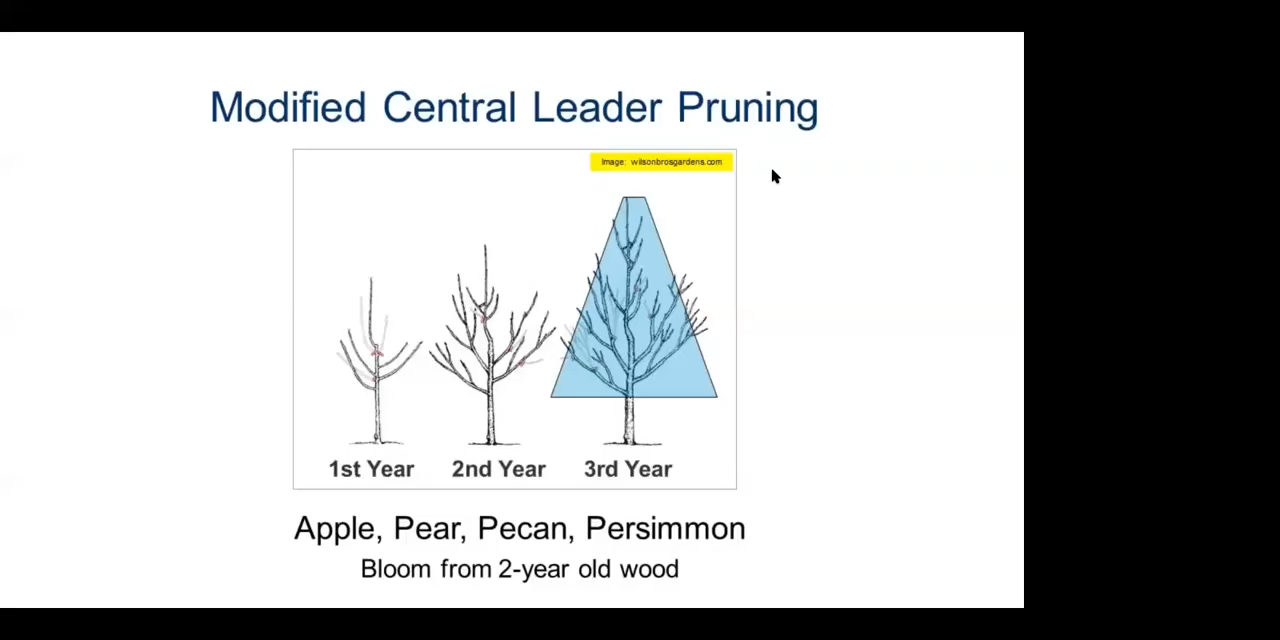 Modified Central Leader Pruning
Image: wilsonbrosgardens.com
1st Year 2nd Year 3rd Year
Apple, Pear, Pecan, Persimmon
Bloom from 2-year old wood